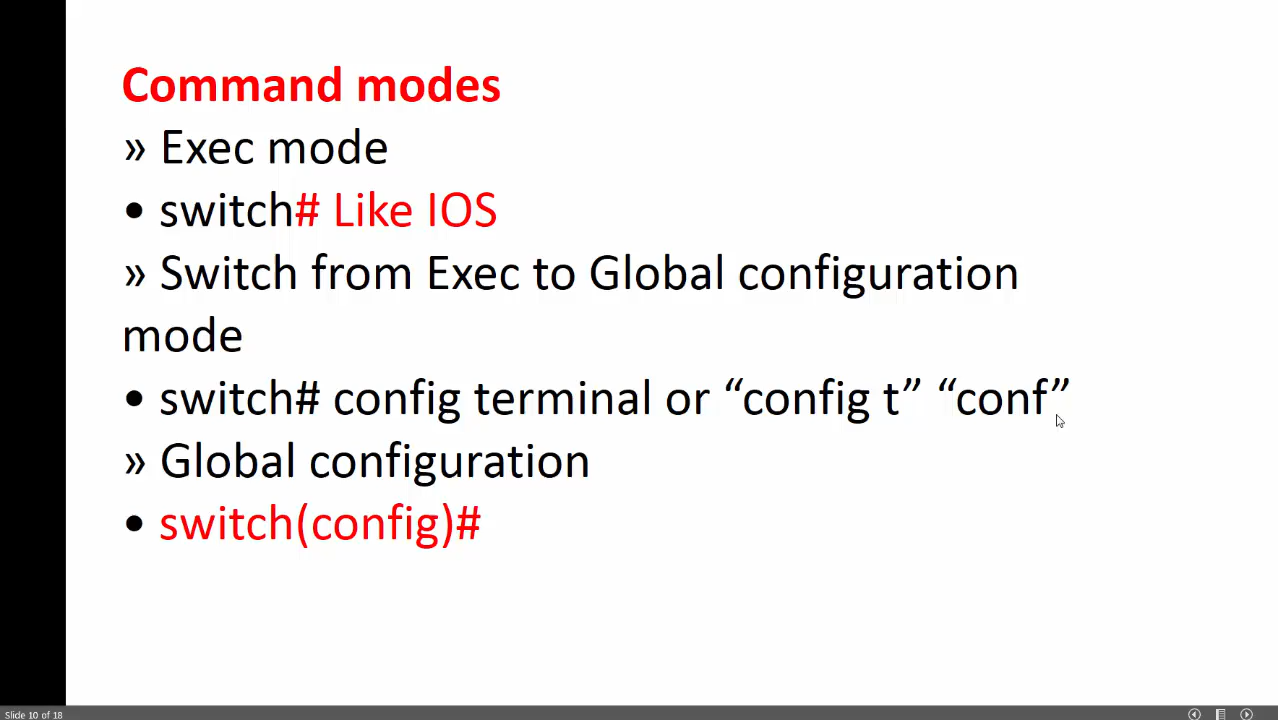 Command modes
» Exec mode
• switch# Like IOS
» Switch from Exec to Global configuration
mode
• switch# config terminal or “config t” “conf”
» Global configuration
• switch(config)#
Slide 10 of 18